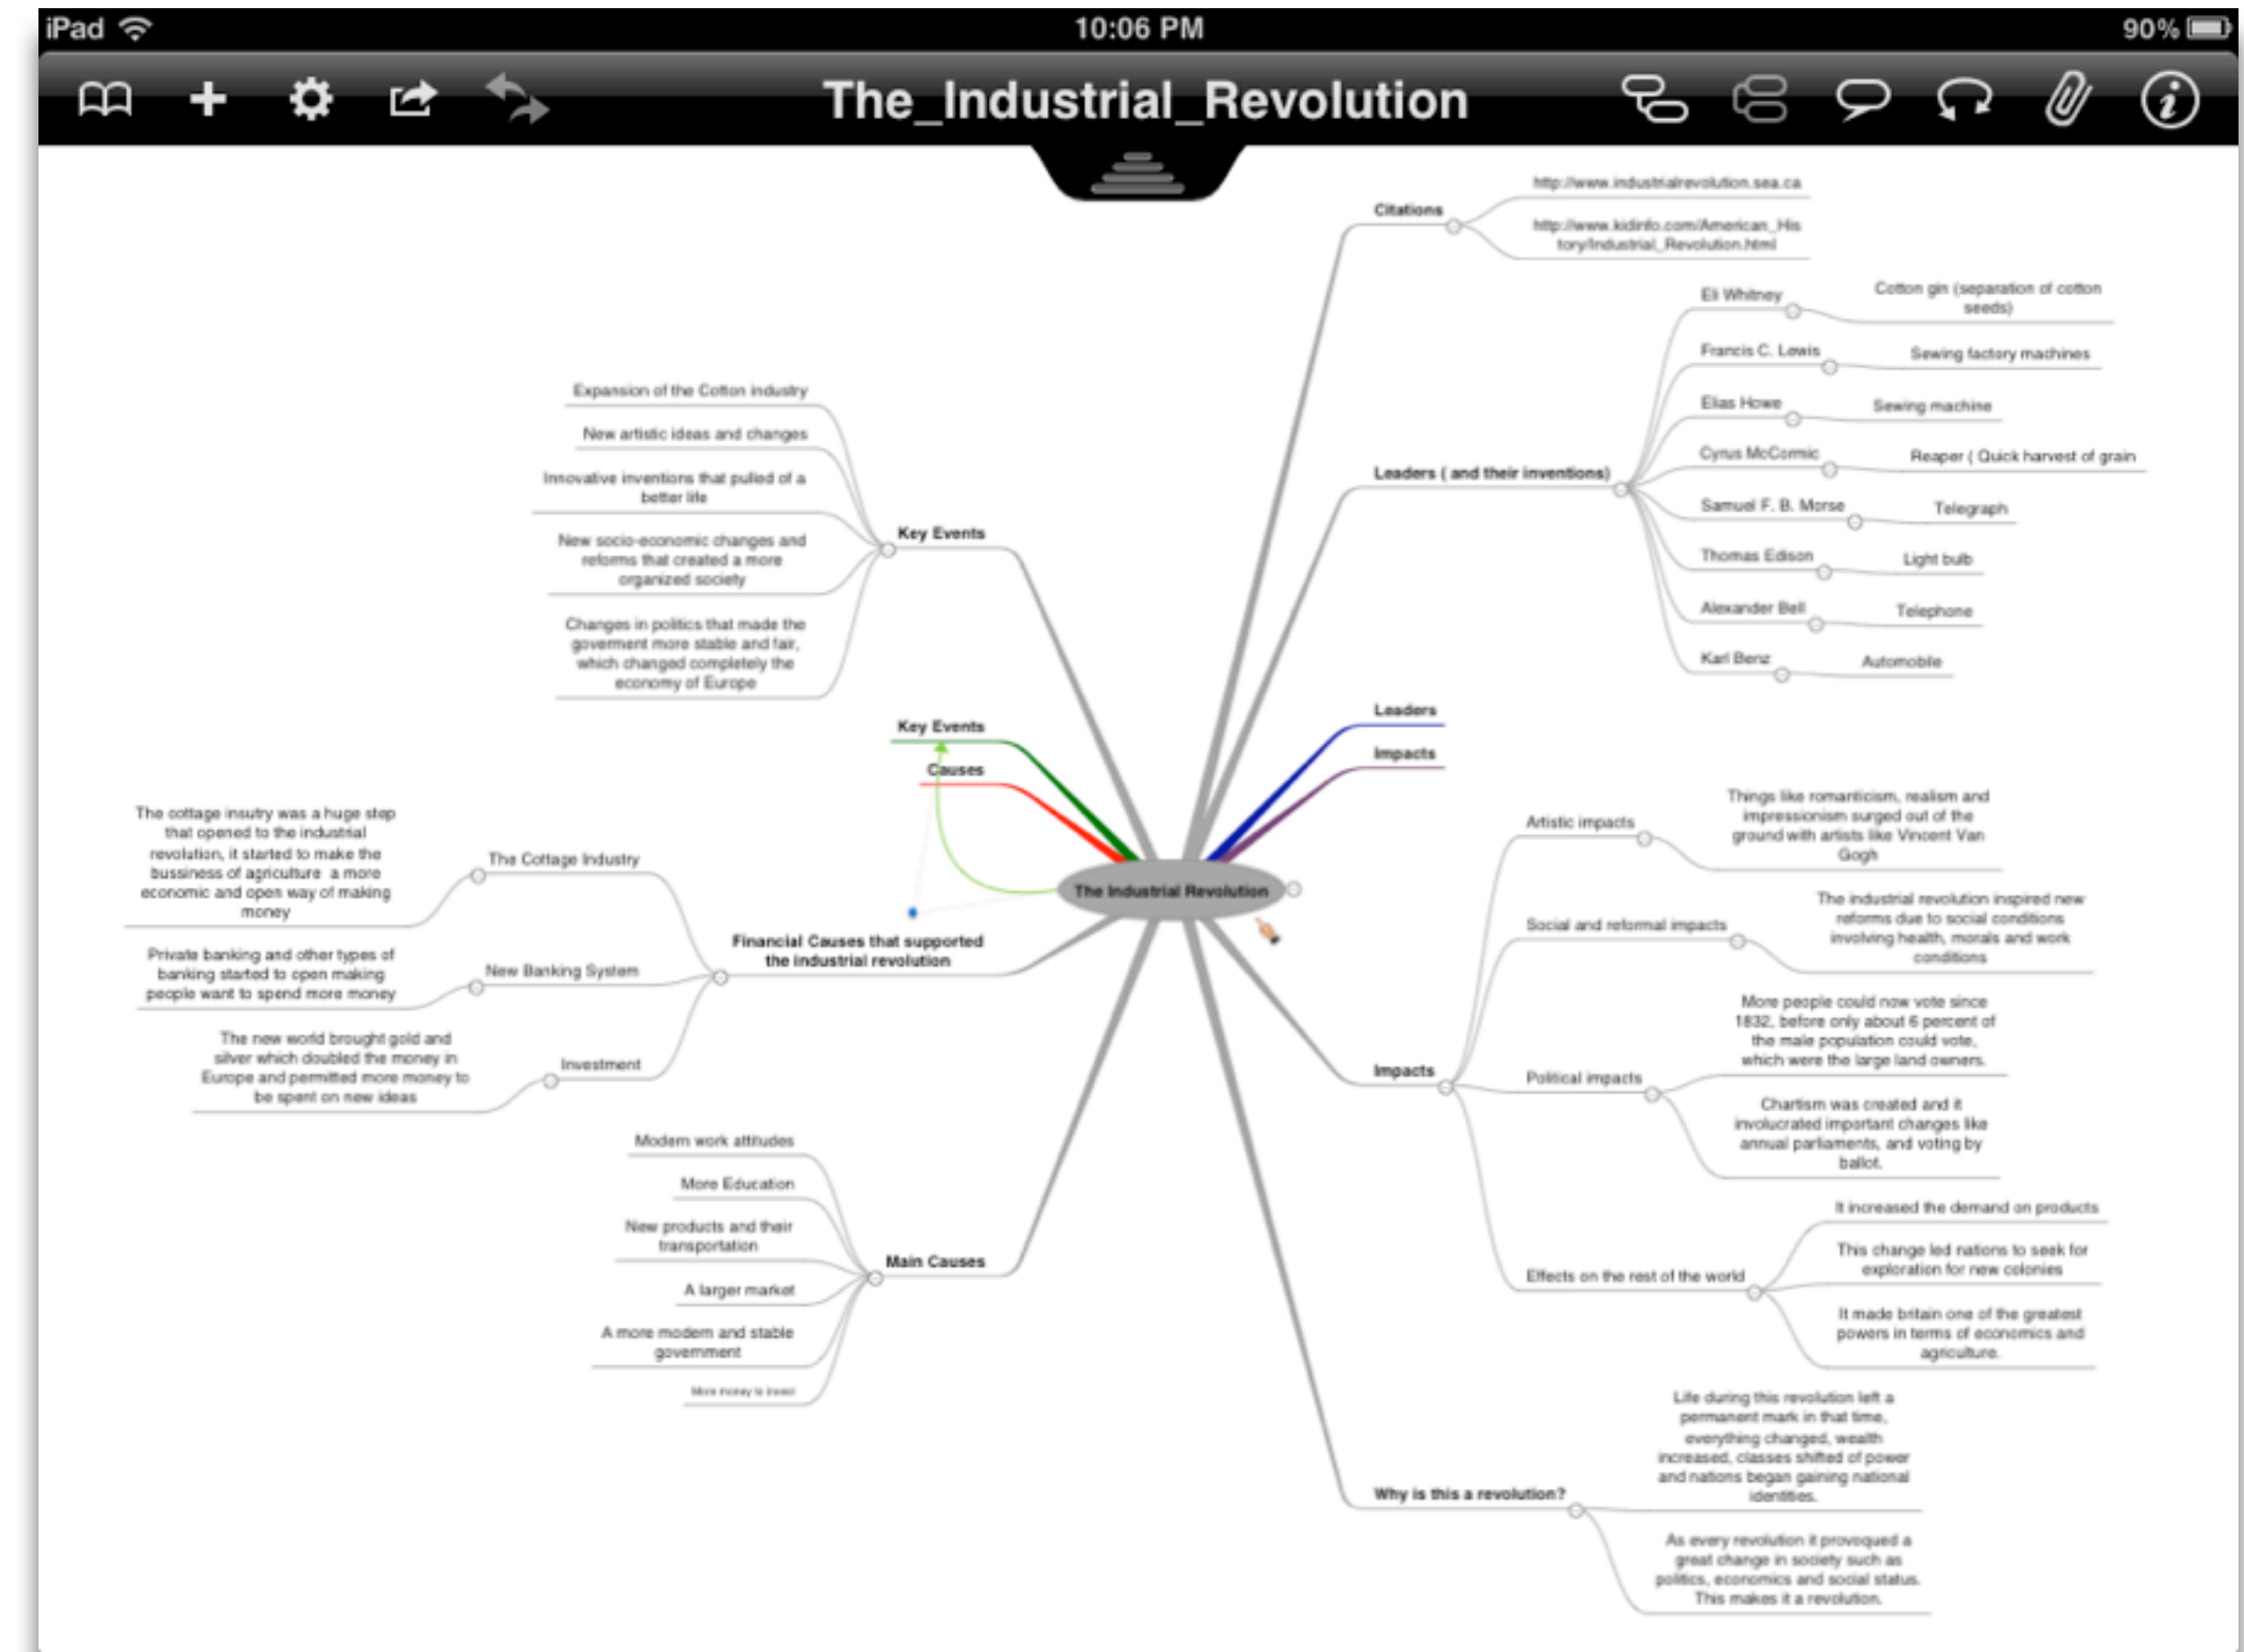 iPad
10:06 PM
90%
The_Industrial_Revolution
Citations
http://www.industrialrevolution.sea.ca
http://www.kidinfo.com/American_His
tory/Industrial_Revolution.html
Leaders ( and their inventions)
Eli Whitney
Cotton gin (separation of cotton
seeds)
Francis C. Lewis
Sewing factory machines
Elias Howe
Sewing machine
Cyrus McCormic
Reaper ( Quick harvest of grain
Samuel F. B. Morse
Telegraph
Thomas Edison
Light bulb
Alexander Bell
Telephone
Karl Benz
Automobile
Leaders
Impacts
Key Events
Expansion of the Cotton industry
New artistic ideas and changes
Innovative inventions that pulled of a
better life
New socio-economic changes and
reforms that created a more
organized society
Changes in politics that made the
goverment more stable and fair,
which changed completely the
economy of Europe
Key Events
Causes
The Industrial Revolution
Financial Causes that supported
the industrial revolution
The Cottage Industry
The cottage insutry was a huge step
that opened to the industrial
revolution, it started to make the
bussiness of agriculture a more
economic and open way of making
money
New Banking System
Private banking and other types of
banking started to open making
people want to spend more money
Investment
The new world brought gold and
silver which doubled the money in
Europe and permitted more money to
be spent on new ideas
Main Causes
Modern work attitudes
More Education
New products and their
transportation
A larger market
A more modern and stable
government
More money to invest
Impacts
Artistic impacts
Things like romanticism, realism and
impressionism surged out of the
ground with artists like Vincent Van
Gogh
Social and reformal impacts
The industrial revolution inspired new
reforms due to social conditions
involving health, morals and work
conditions
Political impacts
More people could now vote since
1832, before only about 6 percent of
the male population could vote,
which were the large land owners.
Chartism was created and it
involucrated important changes like
annual parliaments, and voting by
ballot.
Effects on the rest of the world
It increased the demand on products
This change led nations to seek for
exploration for new colonies
It made britain one of the greatest
powers in terms of economics and
agriculture.
Why is this a revolution?
Life during this revolution left a
permanent mark in that time,
everything changed, wealth
increased, classes shifted of power
and nations began gaining national
identities.
As every revolution it provoqued a
great change in society such as
politics, economics and social status.
This makes it a revolution.